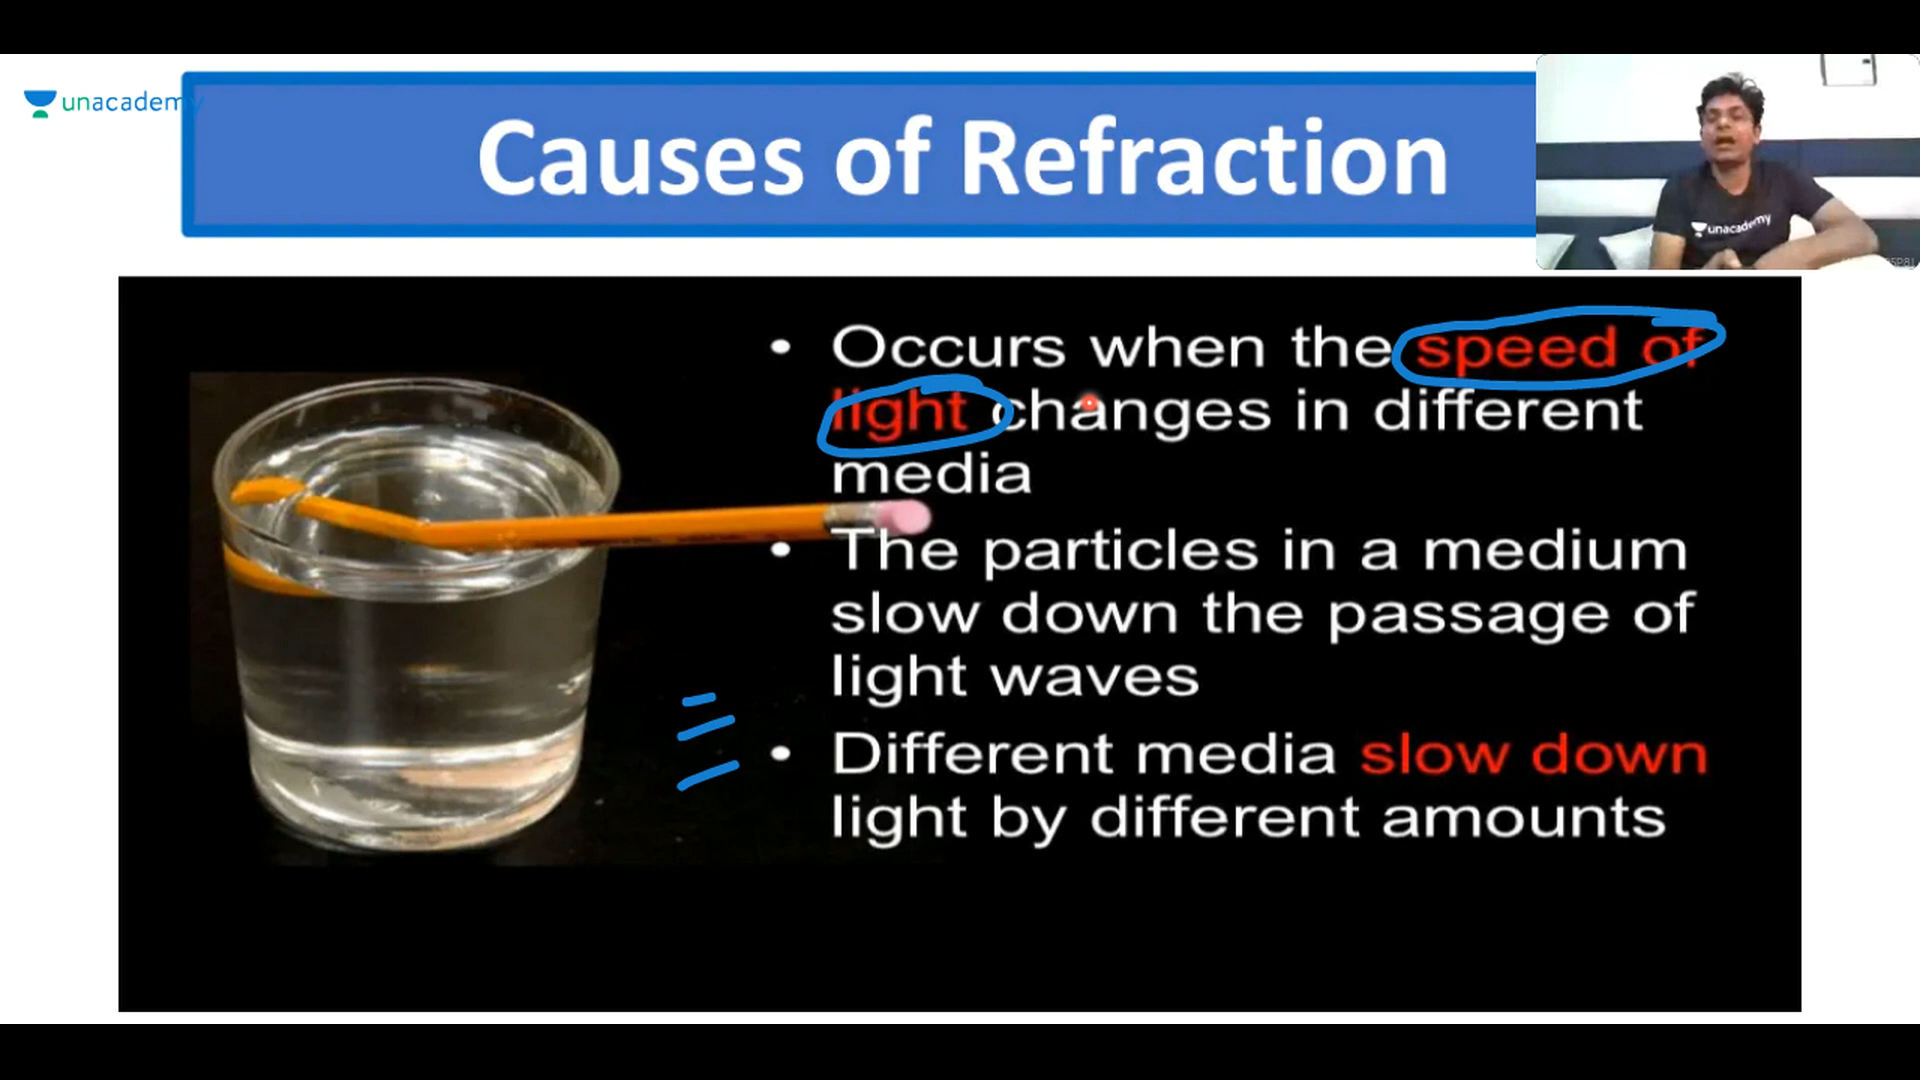 unacademy
Causes of Refraction
unacademy
• Occurs when the speed of
light changes in different
media
• The particles in a medium
slow down the passage of
light waves
• Different media slow down
light by different amounts